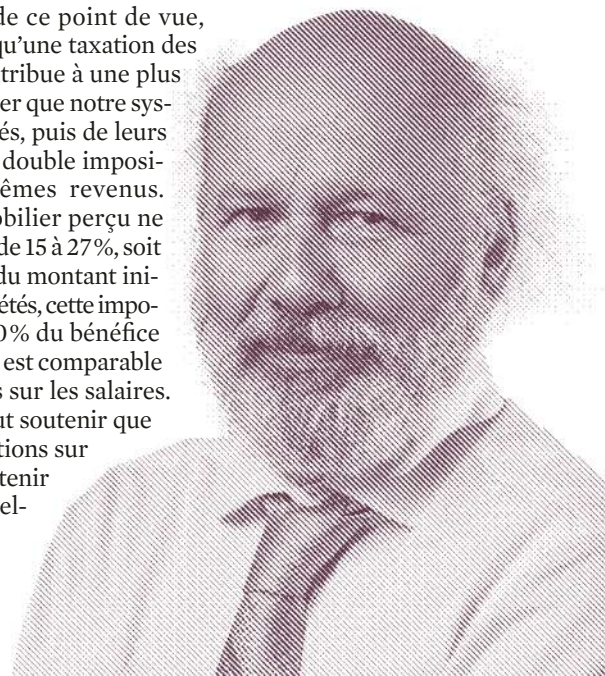 de ce point de vue,
qu'une taxation des
tribue à une plus
er que notre sys-
és, puis de leurs
double imposi-
êmes revenus.
obilier perçu ne
de 15 à 27%, soit
du montant ini-
étés, cette impo-
0% du bénéfice
est comparable
s sur les salaires.
ut soutenir que
tions sur
tenir
el-